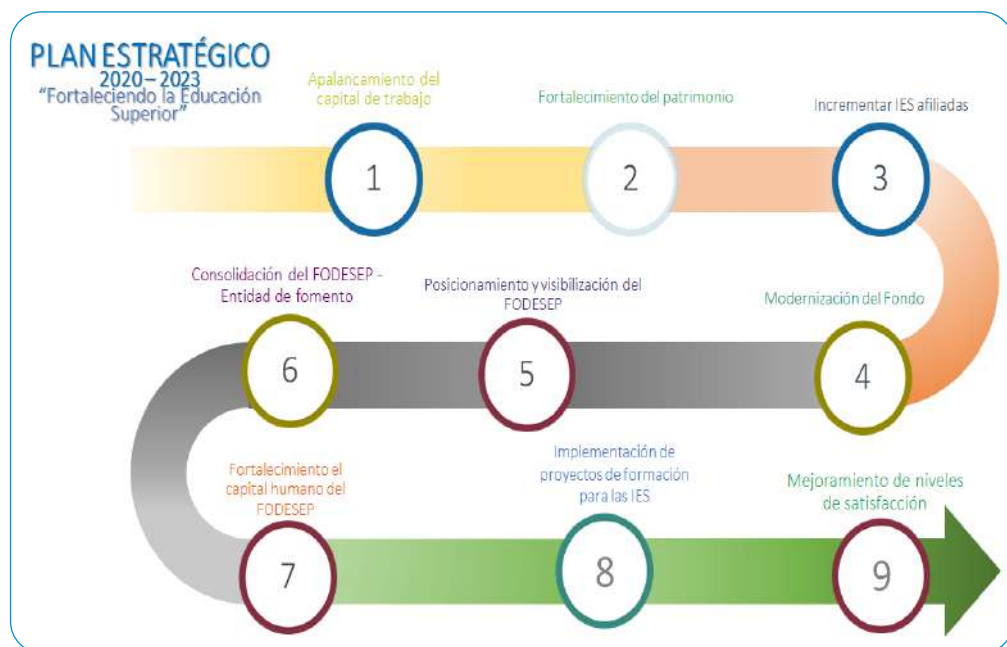 PLAN ESTRATÉGICO
2020 – 2023
"Fortaleciendo la Educación
Superior"
Apalancamiento del
capital de trabajo
Fortalecimiento del patrimonio
Incrementar IES afiliadas
1
2
3
Consolidación del FODESEP -
Entidad de fomento
Posicionamiento y visibilización del
FODESEP
Modernización del Fondo
6
5
4
Fortalecimiento el
capital humano del
FODESEP
Implementación de
proyectos de formación
para las IES
Mejoramiento de niveles
de satisfacción
7
8
9